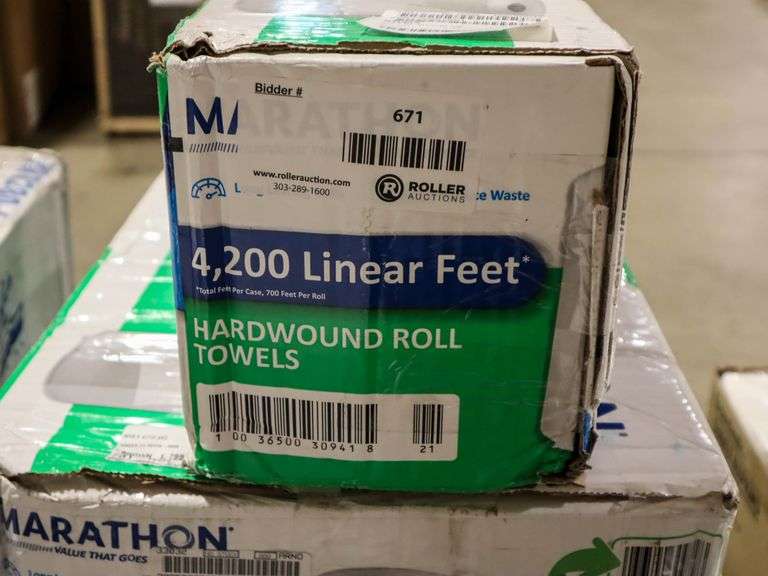 Bidder #
MARATHON
671
www.rollerauction.com
303-289-1600
R ROLLER
AUCTIONS
Waste
4,200 Linear Feet*
*Total Feet Per Case, 700 Feet Per Roll
HARDWOUND ROLL
TOWELS
1 00 36500 30941 8
21
MARATHON
VALUE THAT GOES